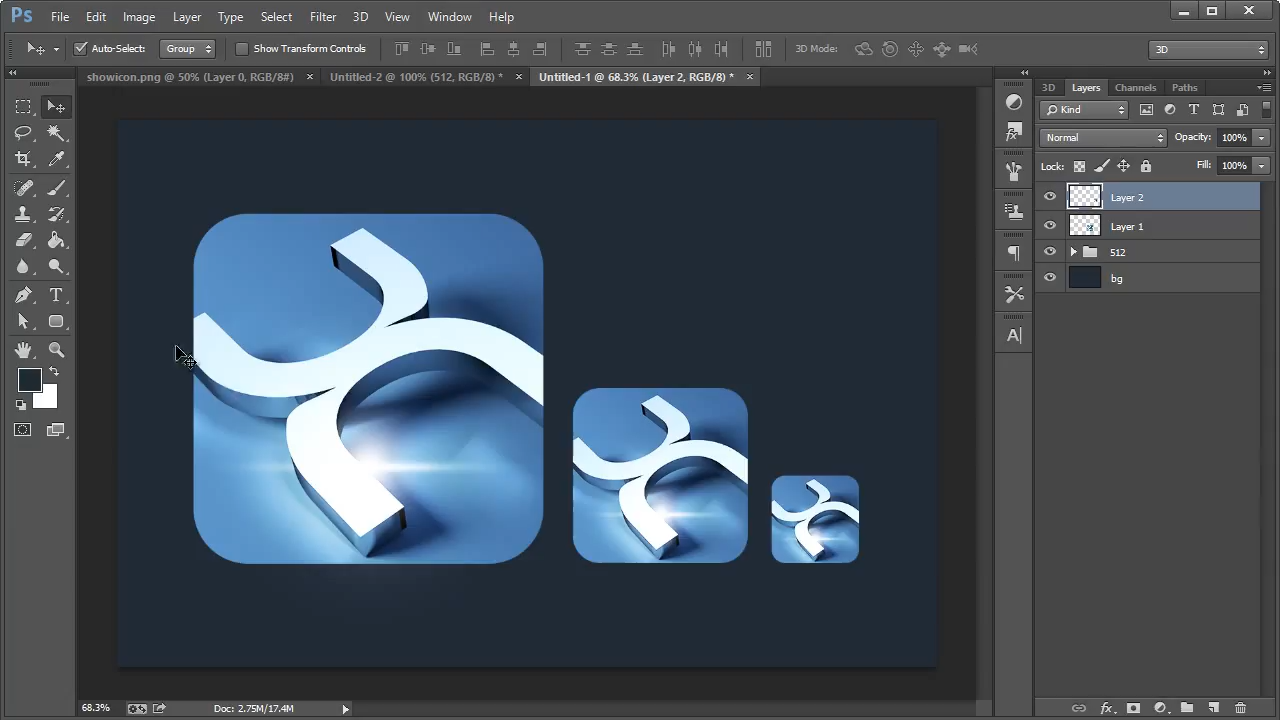 Ps File Edit Image Layer Type Select Filter 3D View Window Help
Auto-Select: Group Show Transform Controls 3D Mode: 3D
showicon.png @ 50% (Layer 0, RGB/8#) × Untitled-2 @ 100% (512, RGB/8) * × Untitled-1 @ 68.3% (Layer 2, RGB/8) * ×
3D Layers Channels Paths
Kind
Normal Opacity: 100%
Lock: Fill: 100%
Layer 2
Layer 1
512
bg
68.3% Doc: 2.75M/17.4M